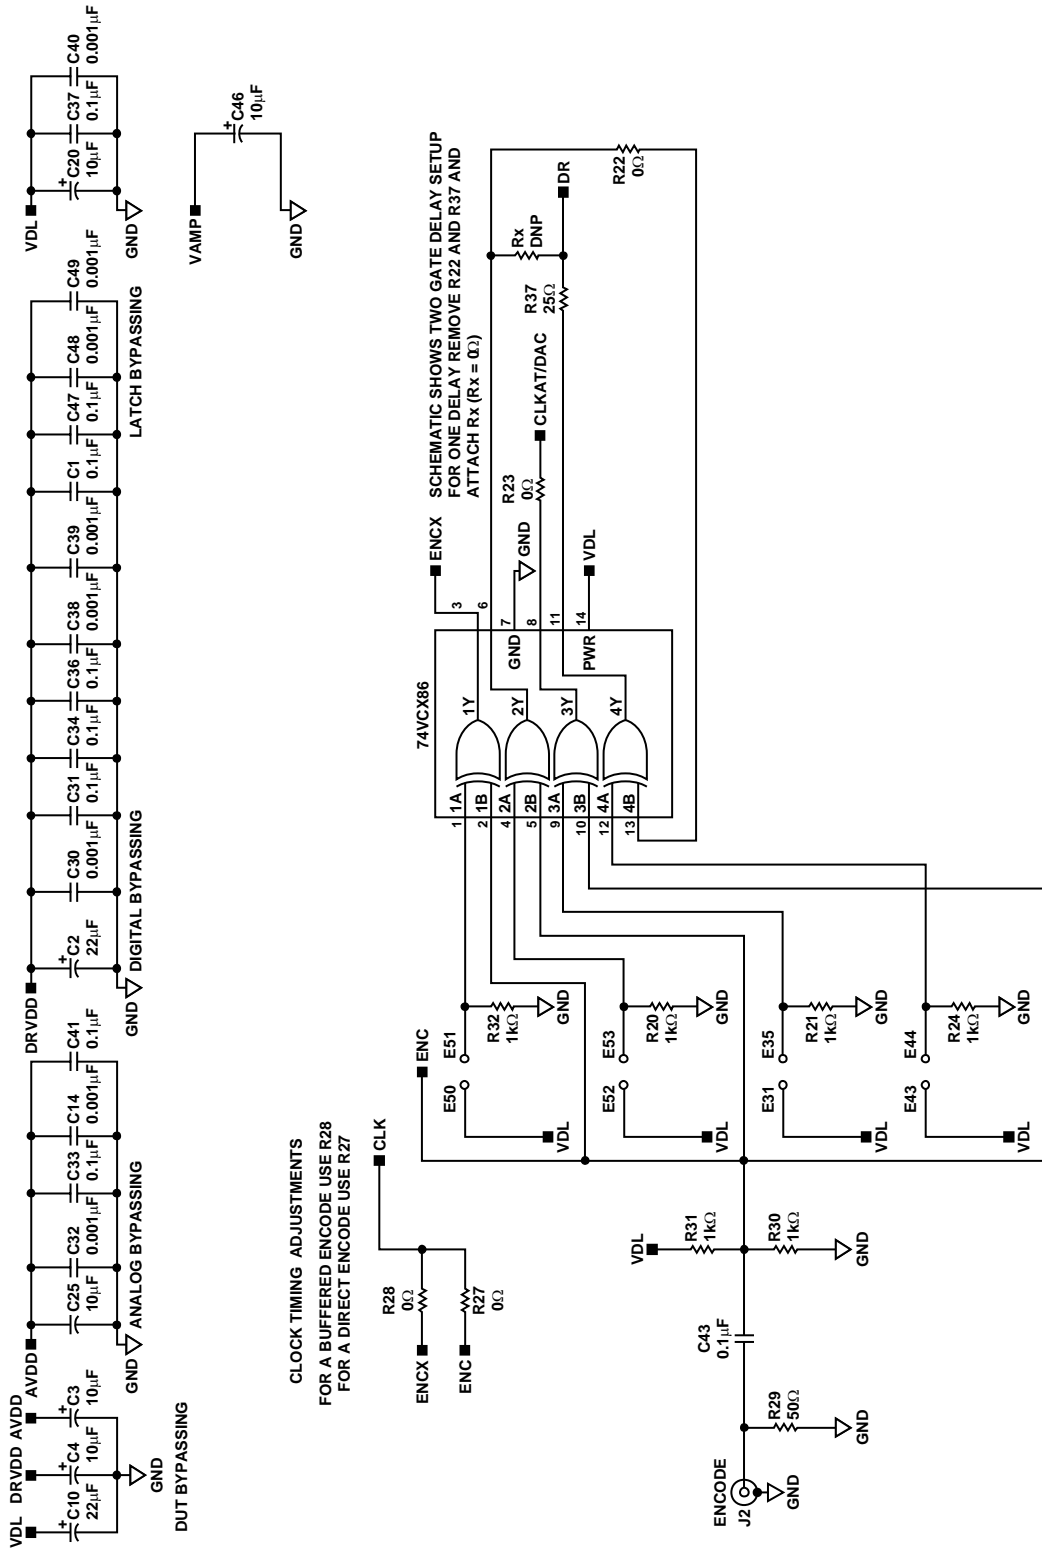 VDL
DRVDD
AVDD
C10
22μF
C4
10μF
C3
10μF
GND
DUT BYPASSING
AVDD
C25
10μF
C32
0.001μF
C33
0.1μF
C14
0.001μF
C41
0.1μF
GND
ANALOG BYPASSING
DRVDD
C2
22μF
C30
0.001μF
C31
0.1μF
C34
0.1μF
C36
0.1μF
C38
0.001μF
C39
0.001μF
C1
0.1μF
C47
0.1μF
C48
0.001μF
C49
0.001μF
GND
DIGITAL BYPASSING
LATCH BYPASSING
VDL
C20
10μF
C37
0.1μF
C40
0.001μF
GND
VAMP
C46
10μF
GND
CLOCK TIMING ADJUSTMENTS
FOR A BUFFERED ENCODE USE R28
FOR A DIRECT ENCODE USE R27
CLK
R28
0Ω
ENCX
R27
0Ω
ENC
SCHEMATIC SHOWS TWO GATE DELAY SETUP
FOR ONE DELAY REMOVE R22 AND R37 AND
ATTACH Rx (Rx = 0Ω)
ENCX
74VCX86
1 1A
2 1B
4 2A
5 2B
9 3A
10 3B
12 4A
13 4B
1Y
2Y
3Y
4Y
3
6
7
8
11
14
GND
PWR
GND
VDL
R23
0Ω
CLKAT/DAC
R37
25Ω
Rx
DNP
DR
R22
0Ω
ENC
E50
E51
VDL
R32
1kΩ
GND
E52
E53
VDL
R20
1kΩ
GND
E31
E35
VDL
R21
1kΩ
GND
E43
E44
VDL
R24
1kΩ
GND
VDL
R31
1kΩ
R30
1kΩ
GND
C43
0.1μF
R29
50Ω
GND
ENCODE
J2
GND